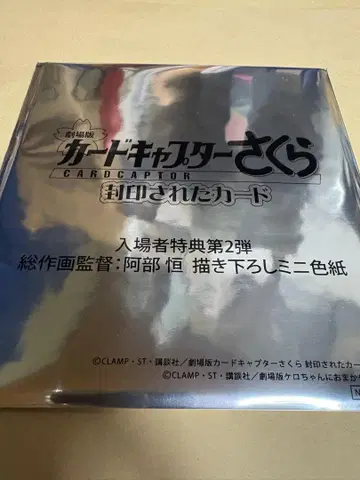 劇場版
カードキャプターさくら
CARDCAPTOR
封印されたカード
入場者特典第2弾
総作画監督:阿部 恒 描き下ろしミニ色紙
©CLAMP・ST・講談社／劇場版カードキャプターさくら 封印されたカー
©CLAMP・ST・講談社／劇場版ケロちゃんにおまか
N